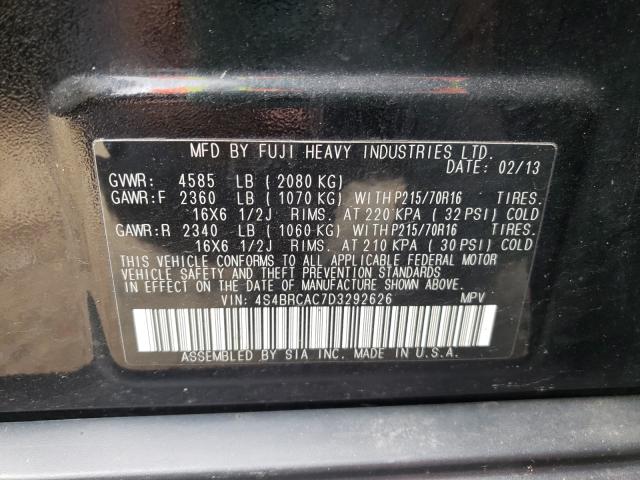 MFD BY FUJI HEAVY INDUSTRIES LTD.
DATE: 02/13
GVWR: 4585 LB (2080 KG)
GAWR:F 2360 LB (1070 KG) WITH P215/70R16 TIRES.
16X6 1/2J RIMS. AT 220 KPA (32 PSI) COLD
GAWR:R 2340 LB (1060 KG) WITH P215/70R16 TIRES.
16X6 1/2J RIMS. AT 210 KPA (30 PSI) COLD
THIS VEHICLE CONFORMS TO ALL APPLICABLE FEDERAL MOTOR
VEHICLE SAFETY AND THEFT PREVENTION STANDARDS
IN EFFECT ON THE DATE OF MANUFACTURE SHOWN ABOVE.
VIN: 4S4BRCAC7D3292626 MPV
ASSEMBLED BY SIA INC. MADE IN U.S.A.